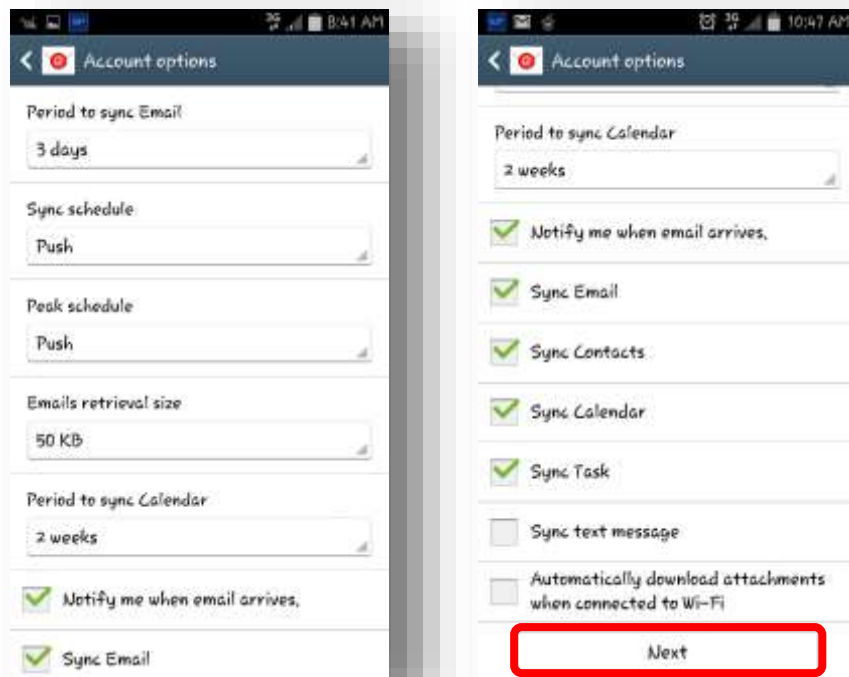 8:41 AM
Account options
Period to sync Email
3 days
Sync schedule
Push
Peak schedule
Push
Emails retrieval size
50 KB
Period to sync Calendar
2 weeks
Notify me when email arrives.
Sync Email
10:47 AM
Account options
Period to sync Calendar
2 weeks
Notify me when email arrives.
Sync Email
Sync Contacts
Sync Calendar
Sync Task
Sync text message
Automatically download attachments
when connected to Wi-Fi
Next